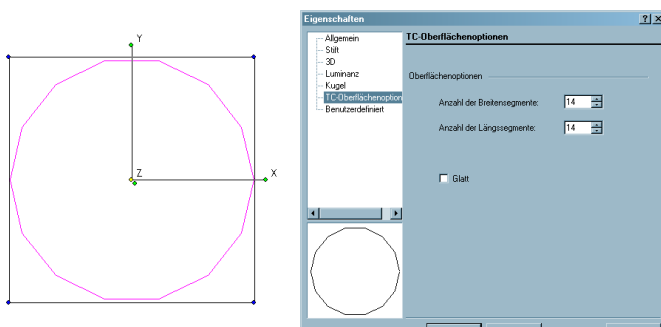 Y
Z
X
Eigenschaften
Allgemein
Stift
3D
Luminanz
Kugel
TC-Oberflächenoption
Benutzerdefiniert
TC-Oberflächenoptionen
Oberflächenoptionen
Anzahl der Breitensegmente: 14
Anzahl der Längssegmente: 14
Glatt